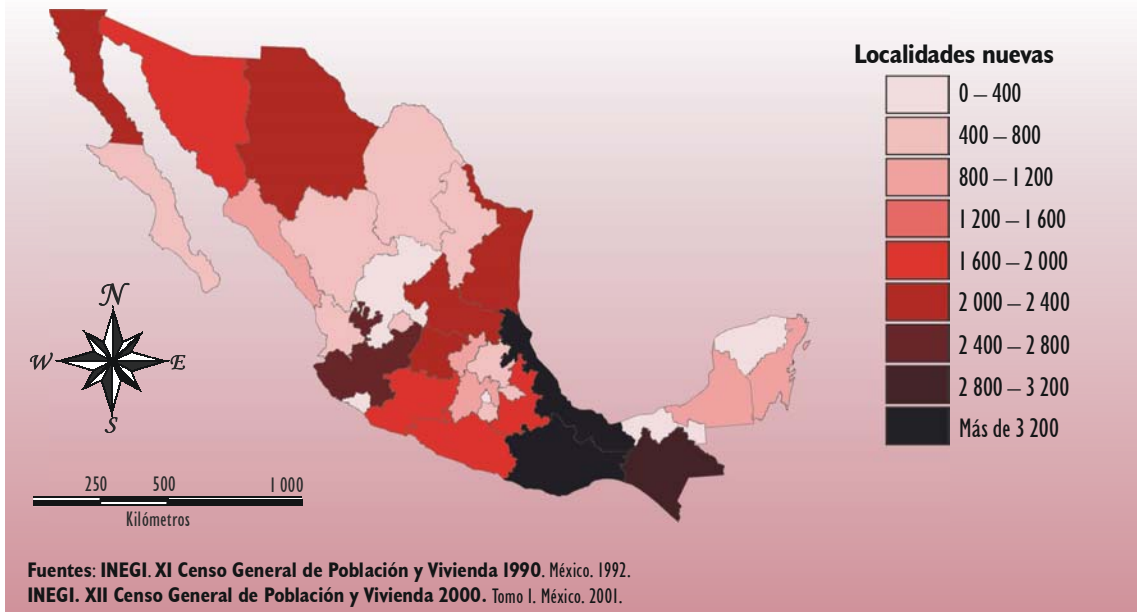 Localidades nuevas
0 – 400
400 – 800
800 – 1 200
1 200 – 1 600
1 600 – 2 000
2 000 – 2 400
2 400 – 2 800
2 800 – 3 200
Más de 3 200
N
W
E
S
250 500 1 000
Kilómetros
Fuentes: INEGI. XI Censo General de Población y Vivienda 1990. México. 1992.
INEGI. XII Censo General de Población y Vivienda 2000. Tomo I. México. 2001.